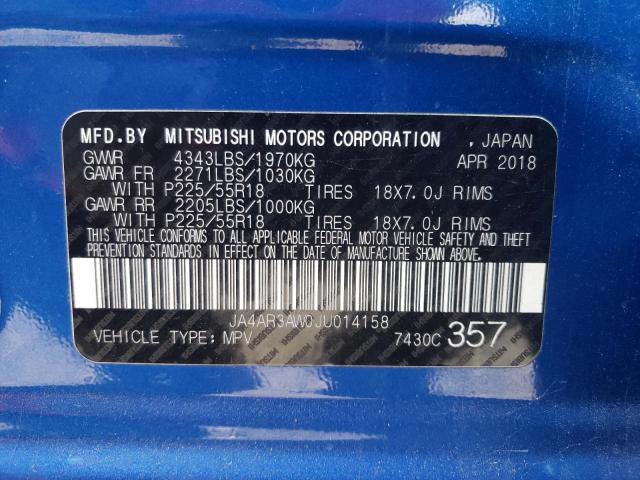 MFD.BY MITSUBISHI MOTORS CORPORATION , JAPAN
GVWR 4343LBS/1970KG APR 2018
GAWR FR 2271LBS/1030KG
WITH P225/55R18 TIRES 18X7.0J RIMS
GAWR RR 2205LBS/1000KG
WITH P225/55R18 TIRES 18X7.0J RIMS
THIS VEHICLE CONFORMS TO ALL APPLICABLE FEDERAL MOTOR VEHICLE SAFETY AND THEFT
PREVENTION STANDARDS IN EFFECT ON THE DATE OF MANUFACTURE SHOWN ABOVE.
JA4AR3AW0JU014158
VEHICLE TYPE: MPV 7430C 357